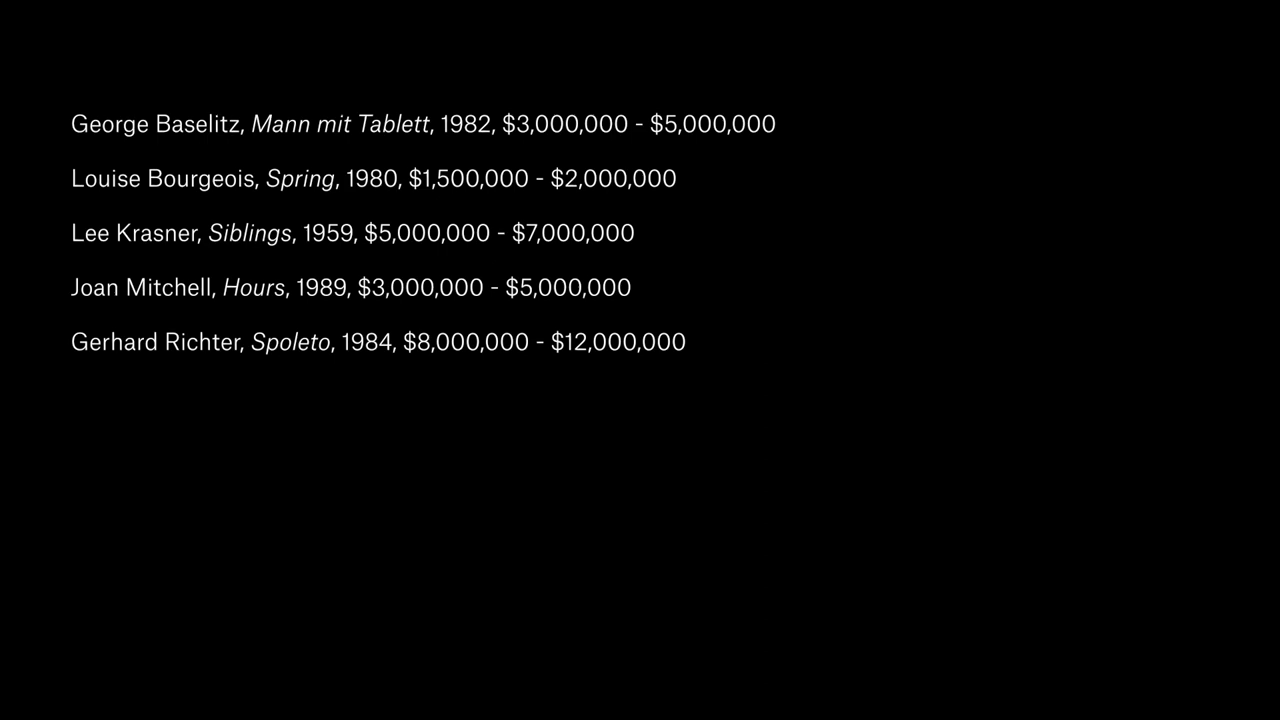 George Baselitz, Mann mit Tablett, 1982, $3,000,000 - $5,000,000
Louise Bourgeois, Spring, 1980, $1,500,000 - $2,000,000
Lee Krasner, Siblings, 1959, $5,000,000 - $7,000,000
Joan Mitchell, Hours, 1989, $3,000,000 - $5,000,000
Gerhard Richter, Spoleto, 1984, $8,000,000 - $12,000,000